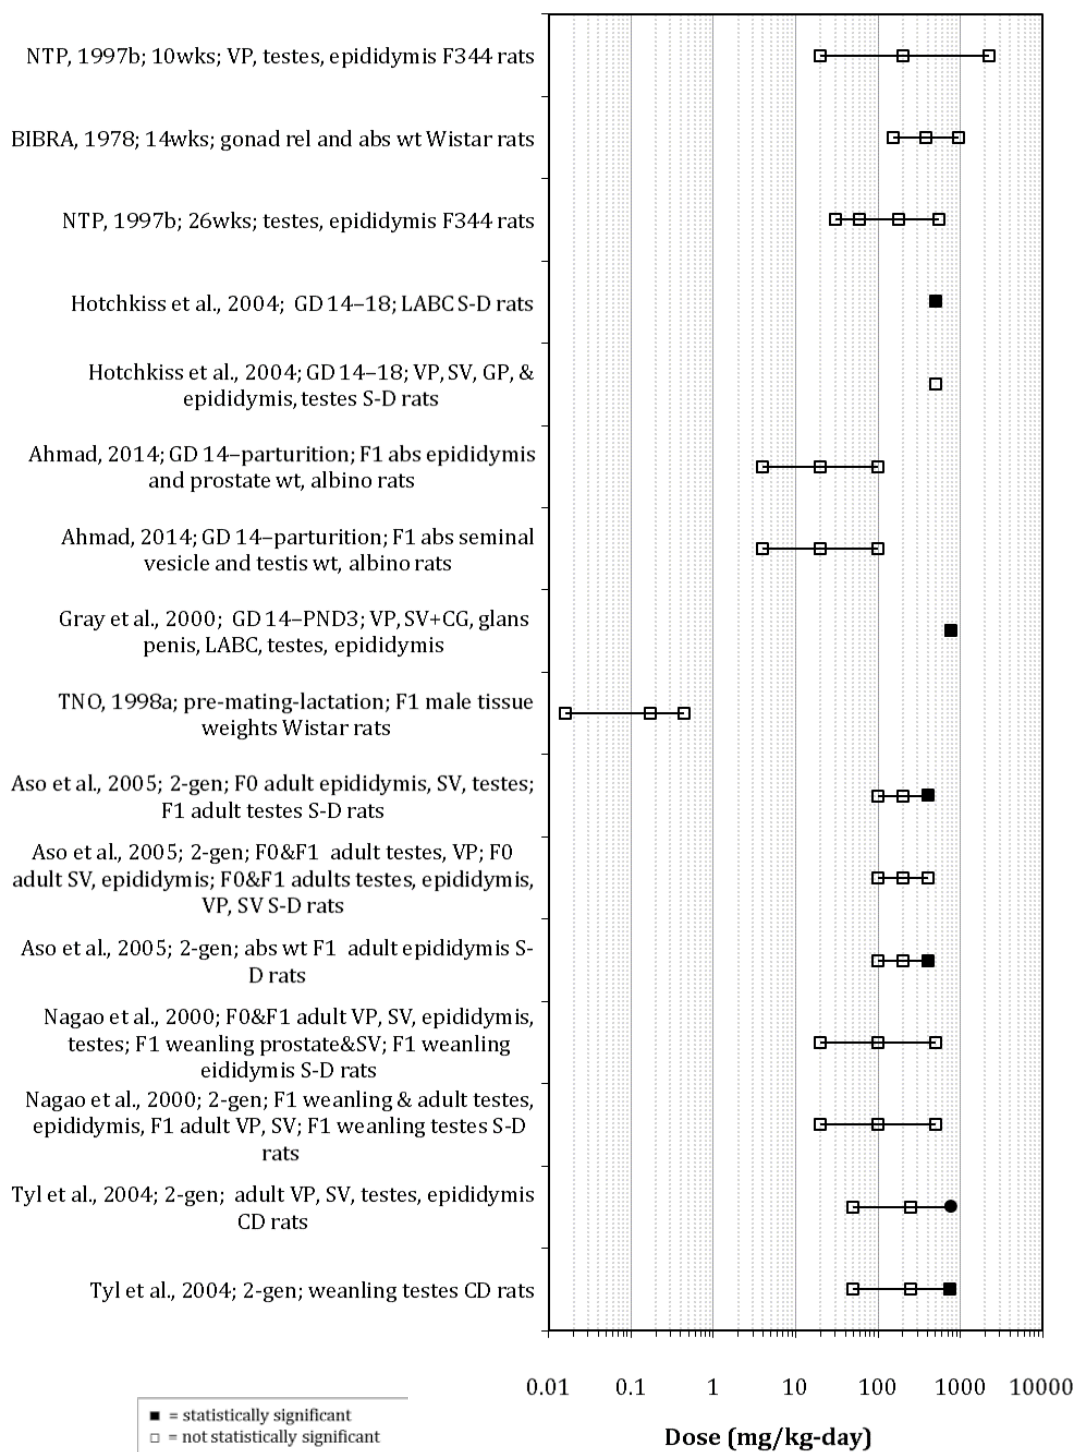 NTP, 1997b; 10wks; VP, testes, epididymis F344 rats
BIBRA, 1978; 14wks; gonad rel and abs wt Wistar rats
NTP, 1997b; 26wks; testes, epididymis F344 rats
Hotchkiss et al., 2004; GD 14–18; LABC S-D rats
Hotchkiss et al., 2004; GD 14–18; VP, SV, GP, &
epididymis, testes S-D rats
Ahmad, 2014; GD 14–parturition; F1 abs epididymis
and prostate wt, albino rats
Ahmad, 2014; GD 14–parturition; F1 abs seminal
vesicle and testis wt, albino rats
Gray et al., 2000; GD 14–PND3; VP, SV+CG, glans
penis, LABC, testes, epididymis
TNO, 1998a; pre-mating-lactation; F1 male tissue
weights Wistar rats
Aso et al., 2005; 2-gen; F0 adult epididymis, SV, testes;
F1 adult testes S-D rats
Aso et al., 2005; 2-gen; F0&F1 adult testes, VP; F0
adult SV, epididymis; F0&F1 adults testes, epididymis,
VP, SV S-D rats
Aso et al., 2005; 2-gen; abs wt F1 adult epididymis S-
D rats
Nagao et al., 2000; F0&F1 adult VP, SV, epididymis,
testes; F1 weanling prostate&SV; F1 weanling
eididymis S-D rats
Nagao et al., 2000; 2-gen; F1 weanling & adult testes,
epididymis, F1 adult VP, SV; F1 weanling testes S-D
rats
Tyl et al., 2004; 2-gen; adult VP, SV, testes, epididymis
CD rats
Tyl et al., 2004; 2-gen; weanling testes CD rats
0.01 0.1 1 10 100 1000 10000
Dose (mg/kg-day)
■ = statistically significant
□ = not statistically significant